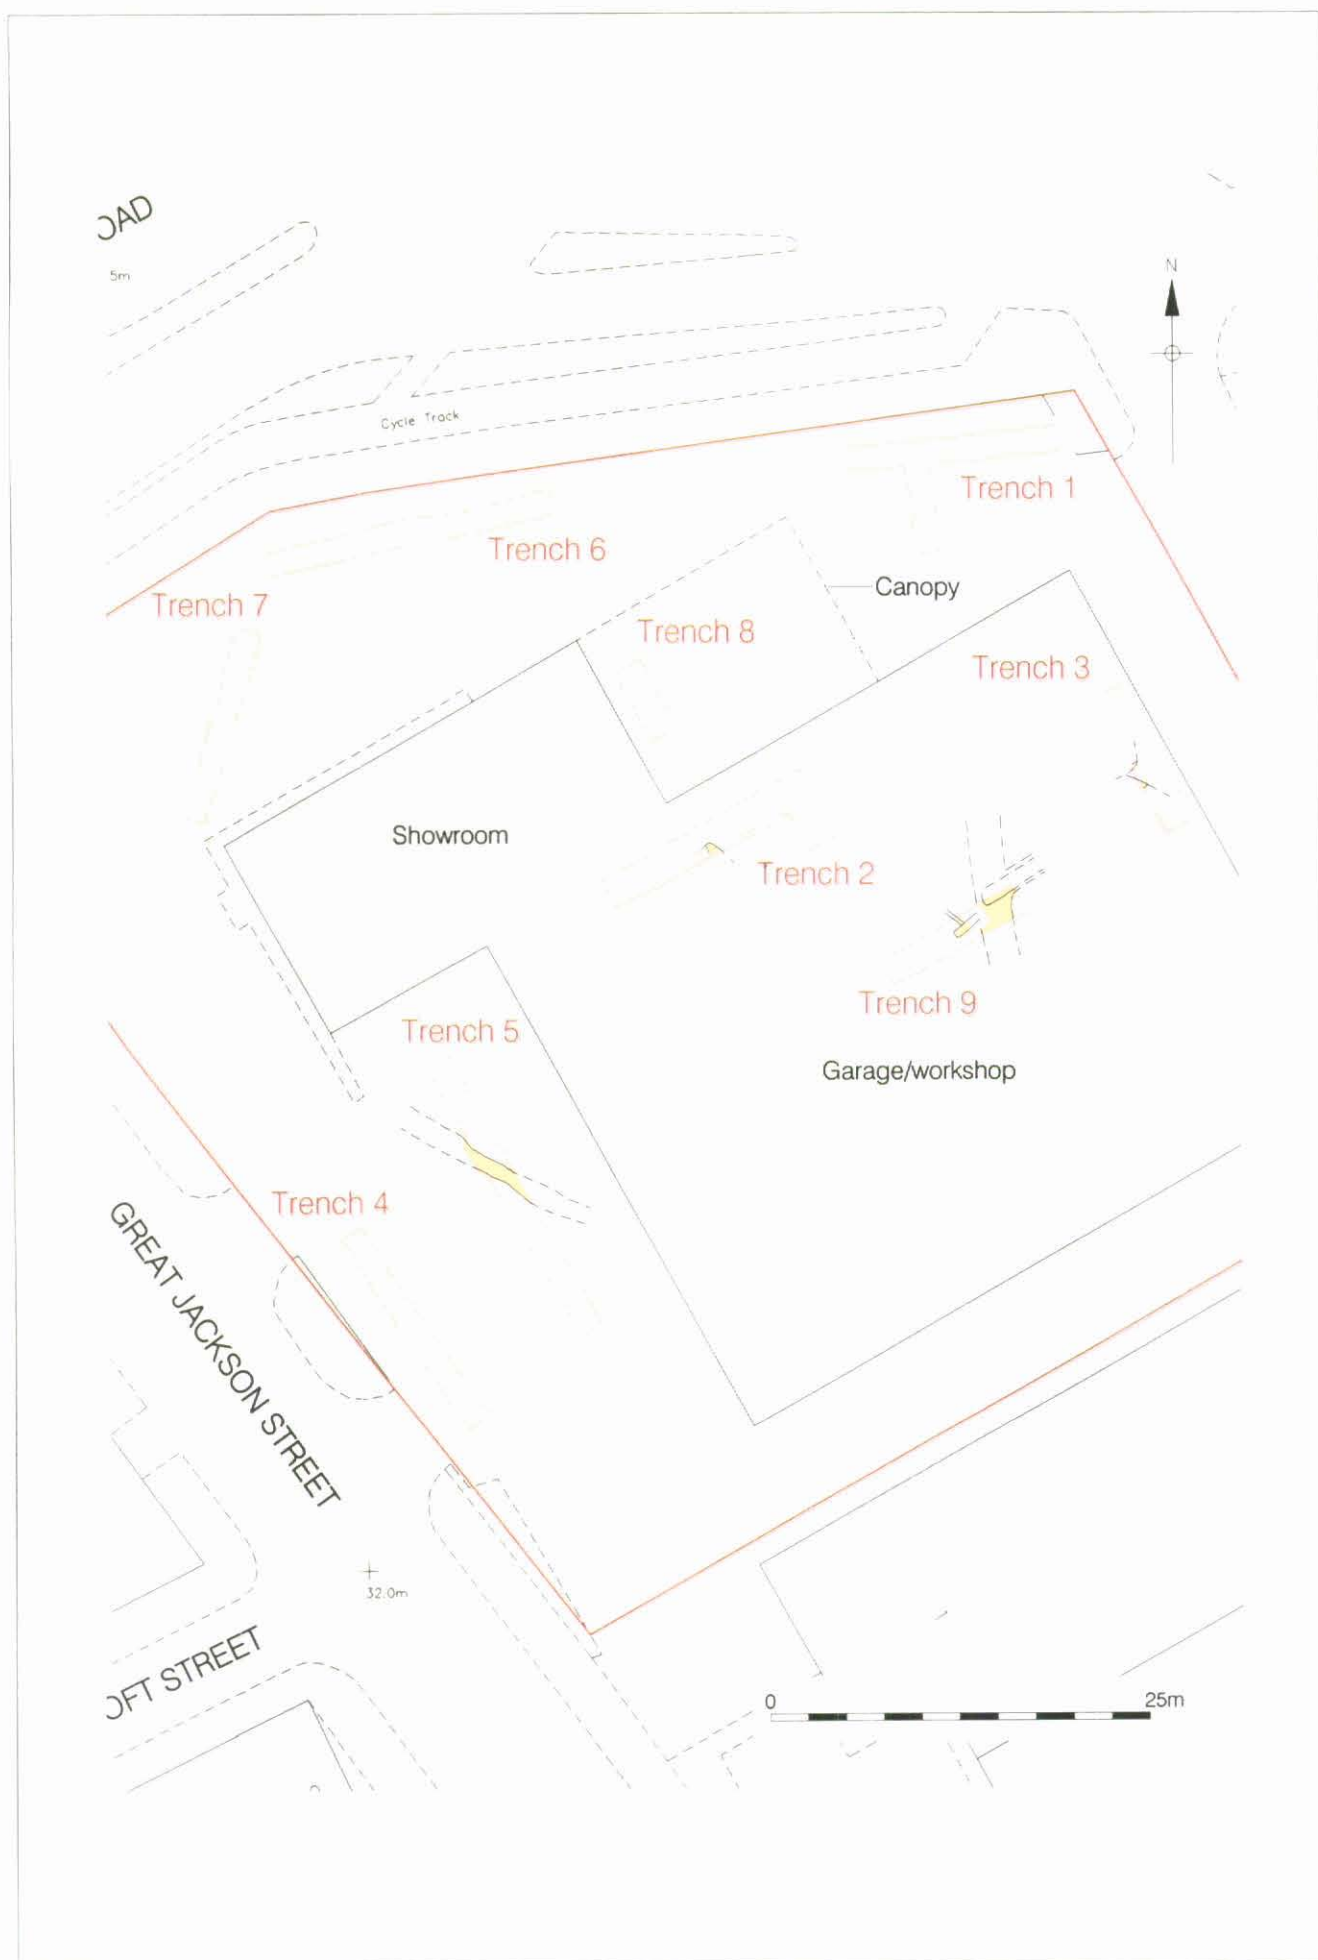 OAD
5m
N
Cycle Track
Trench 1
Trench 6
Canopy
Trench 7
Trench 8
Trench 3
Showroom
Trench 2
Trench 9
Trench 5
Garage/workshop
Trench 4
GREAT JACKSON STREET
32.0m
OFT STREET
0
25m